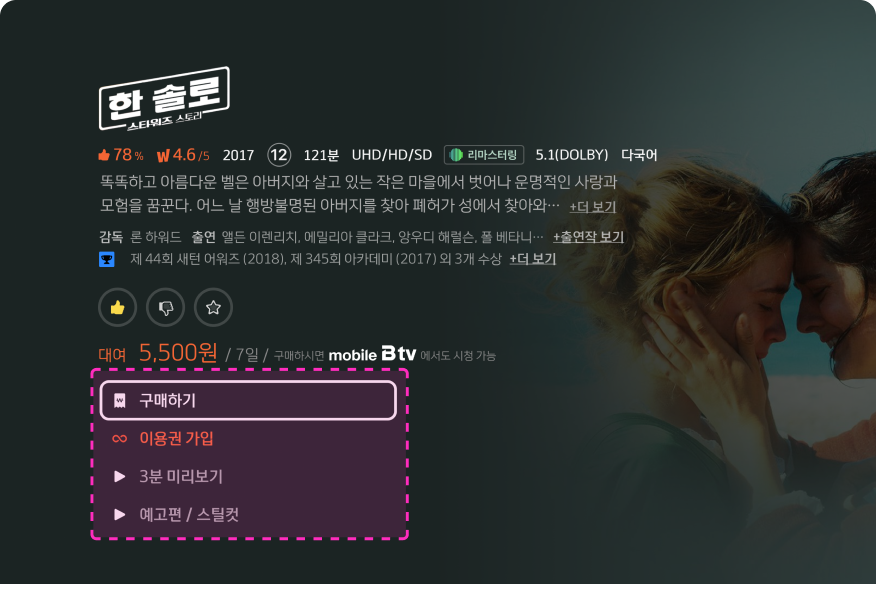 한 솔로
스타워즈 스토리
78% W 4.6/5 2017 12 121분 UHD/HD/SD 리마스터링 5.1(DOLBY) 다국어
똑똑하고 아름다운 벨은 아버지와 살고 있는 작은 마을에서 벗어나 운명적인 사랑과
모험을 꿈꾼다. 어느 날 행방불명된 아버지를 찾아 폐허가 성에서 찾아와… +더 보기
감독 론 하워드 출연 앨든 이렌리치, 에밀리아 클라크, 앙우디 해럴슨, 폴 베타니… +출연작 보기
제 44회 새턴 어워즈 (2018), 제 345회 아카데미 (2017) 외 3개 수상 +더 보기
대여 5,500원 / 7일 / 구매하시면 mobile B tv 에서도 시청 가능
구매하기
이용권 가입
3분 미리보기
예고편 / 스틸컷